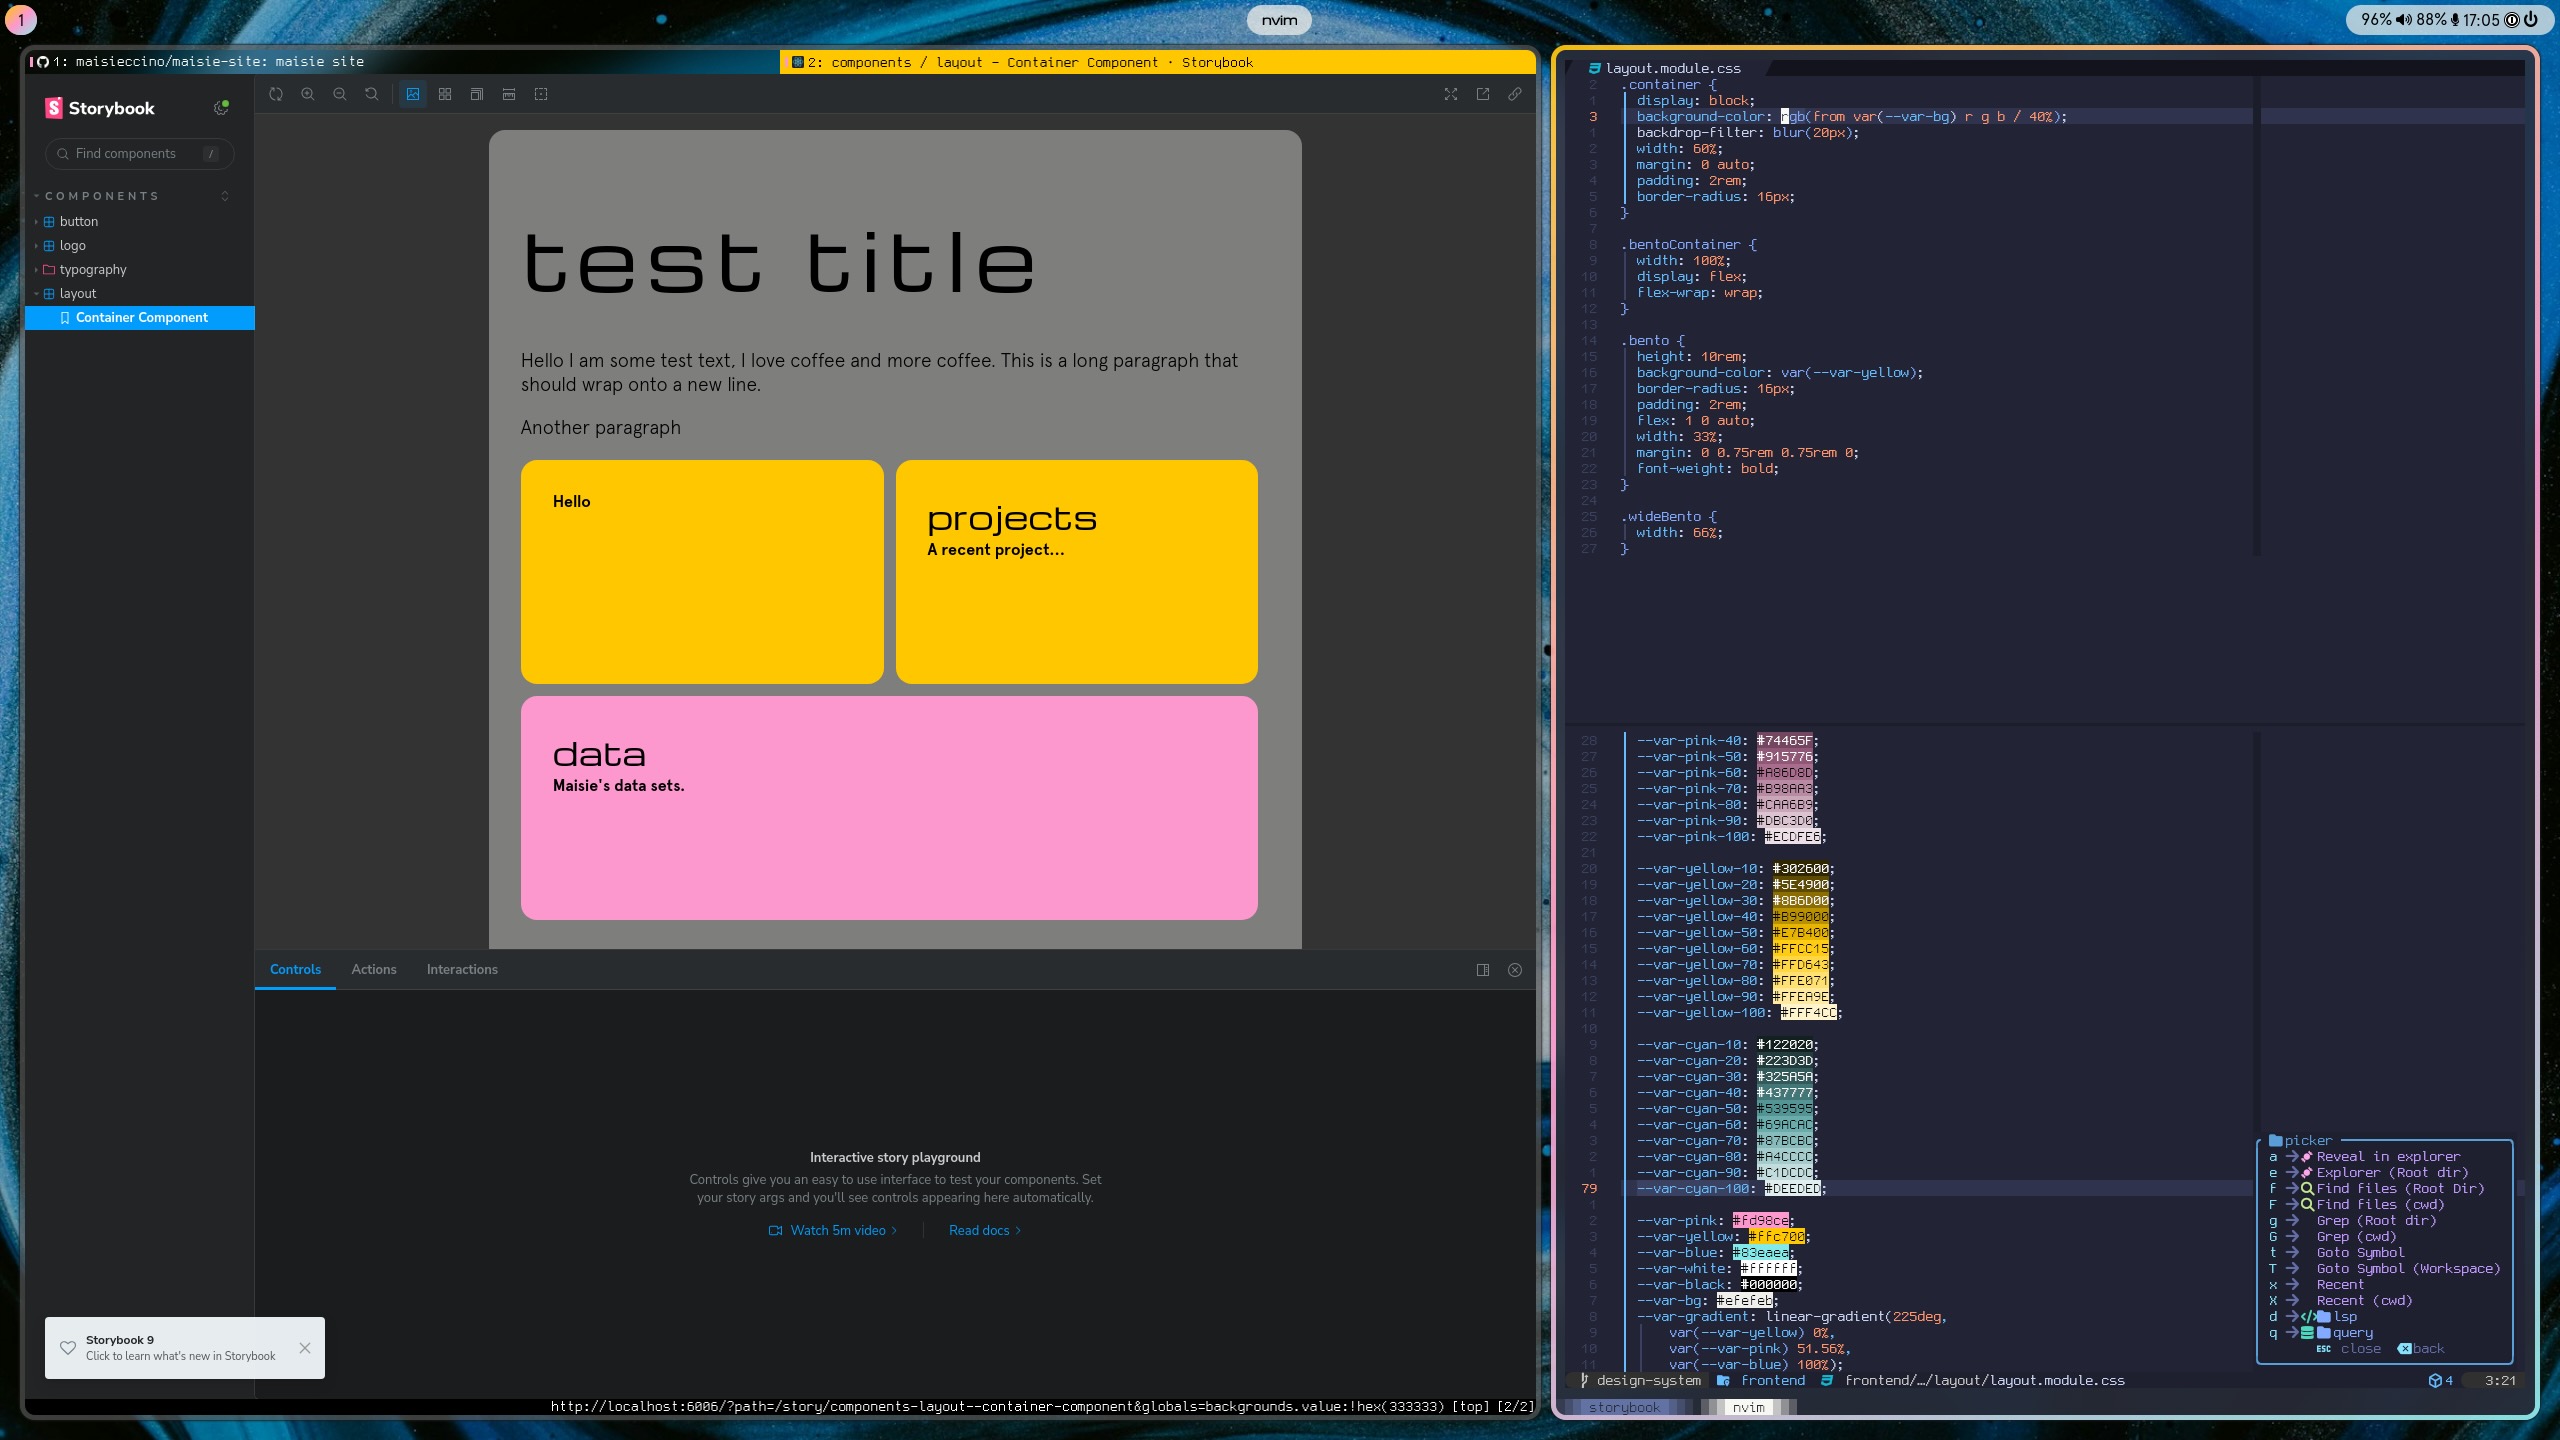 1
nvim
96% 88% 17:05
1: maisieccino/maisie-site: maisie site
2: components / layout - Container Component · Storybook
Storybook
Find components /
COMPONENTS
button
logo
typography
layout
Container Component
test title
Hello I am some test text, I love coffee and more coffee. This is a long paragraph that
should wrap onto a new line.
Another paragraph
Hello
projects
A recent project...
data
Maisie's data sets.
Controls Actions Interactions
Interactive story playground
Controls give you an easy to use interface to test your components. Set
your story args and you'll see controls appearing here automatically.
Watch 5m video Read docs
Storybook 9
Click to learn what's new in Storybook
http://localhost:6006/?path=/story/components-layout--container-component&globals=backgrounds.value:!hex(333333) [top] [2/2]
layout.module.css
2 .container {
1 display: block;
3 background-color: rgb(from var(--var-bg) r g b / 40%);
1 backdrop-filter: blur(20px);
2 width: 60%;
3 margin: 0 auto;
4 padding: 2rem;
5 border-radius: 16px;
6 }
7
8 .bentoContainer {
9 width: 100%;
10 display: flex;
11 flex-wrap: wrap;
12 }
13
14 .bento {
15 height: 10rem;
16 background-color: var(--var-yellow);
17 border-radius: 16px;
18 padding: 2rem;
19 flex: 1 0 auto;
20 width: 33%;
21 margin: 0 0.75rem 0.75rem 0;
22 font-weight: bold;
23 }
24
25 .wideBento {
26 width: 66%;
27 }
28 --var-pink-40: #74465F;
27 --var-pink-50: #915776;
26 --var-pink-60: #A86D8D;
25 --var-pink-70: #B98AA3;
24 --var-pink-80: #CAA6B9;
23 --var-pink-90: #DBC3D0;
22 --var-pink-100: #ECDFE6;
21
20 --var-yellow-10: #302600;
19 --var-yellow-20: #5E4900;
18 --var-yellow-30: #8B6D00;
17 --var-yellow-40: #B99000;
16 --var-yellow-50: #E7B400;
15 --var-yellow-60: #FFCC15;
14 --var-yellow-70: #FFD643;
13 --var-yellow-80: #FFE071;
12 --var-yellow-90: #FFEA9E;
11 --var-yellow-100: #FFF4CC;
10
9 --var-cyan-10: #122020;
8 --var-cyan-20: #223D3D;
7 --var-cyan-30: #325A5A;
6 --var-cyan-40: #437777;
5 --var-cyan-50: #539595;
4 --var-cyan-60: #69ACAC;
3 --var-cyan-70: #87BCBC;
2 --var-cyan-80: #A4CCCC;
1 --var-cyan-90: #C1DCDC;
79 --var-cyan-100: #DEEDED;
1
2 --var-pink: #fd98ce;
3 --var-yellow: #ffc700;
4 --var-blue: #83eaea;
5 --var-white: #ffffff;
6 --var-black: #000000;
7 --var-bg: #efefeb;
8 --var-gradient: linear-gradient(225deg,
9 var(--var-yellow) 0%,
10 var(--var-pink) 51.56%,
11 var(--var-blue) 100%);
picker
a → Reveal in explorer
e → Explorer (Root dir)
f → Find files (Root Dir)
F → Find files (cwd)
g → Grep (Root dir)
G → Grep (cwd)
t → Goto Symbol
T → Goto Symbol (Workspace)
x → Recent
X → Recent (cwd)
d → lsp
q → query
ESC close back
design-system frontend frontend/…/layout/layout.module.css 4 3:21
storybook nvim